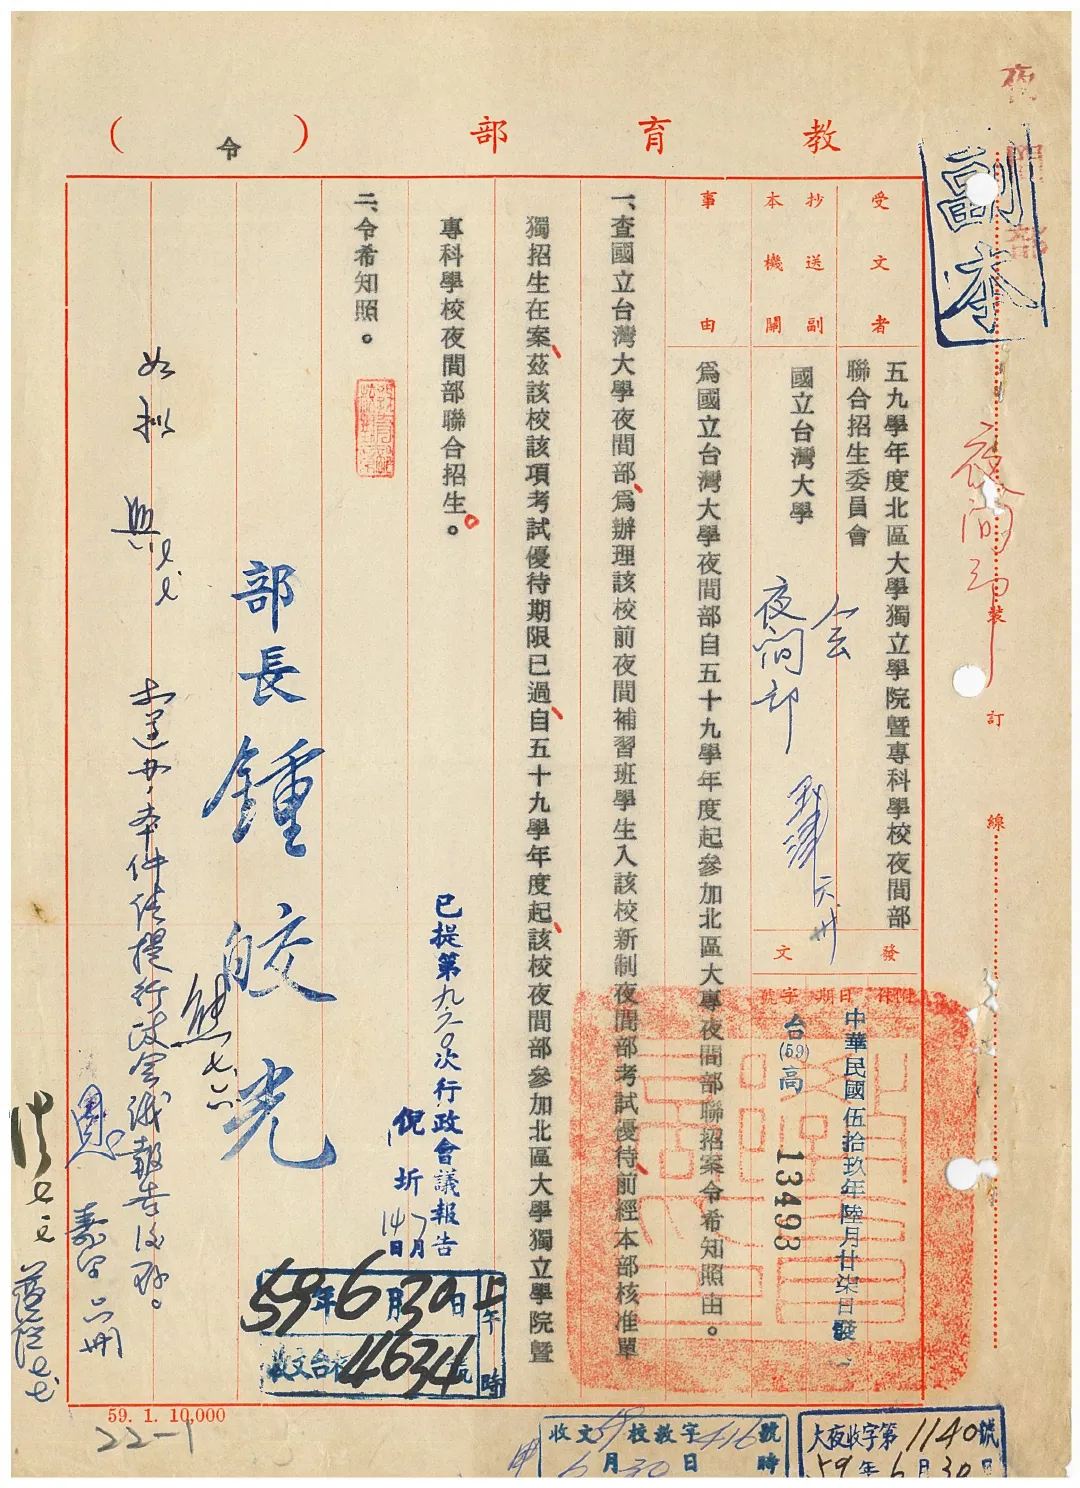 教育部（令）
副本
夜間部
裝訂線
受文者
五九學年度北區大學獨立學院暨專科學校夜間部
聯合招生委員會
抄送副
本機關
國立台灣大學
會
夜間部
發文
附件 日期 字號
中華民國伍拾玖年陸月廿柒日發
台(59)高
13493
事由
為國立台灣大學夜間部自五十九學年度起參加北區大專夜間部聯招案令希知照由。
一、查國立台灣大學夜間部、為辦理該校前夜間補習班學生入該校新制夜間部考試優待、前經本部核准單
獨招生在案、茲該校該項考試優待期限已過、自五十九學年度起、該校夜間部參加北區大學獨立學院暨
專科學校夜間部聯合招生。
二、令希知照。
部長鍾皎光
已提第九六0次行政會議報告
倪圻
7月
14日
如擬
本件請提行政會議報告後存。
59年6月30日
上午 時
收文台校 4634 號
59. 1. 10,000
22-1
收文59校教字416號
6月30日 時
大夜收字第1140號
59年6月30日